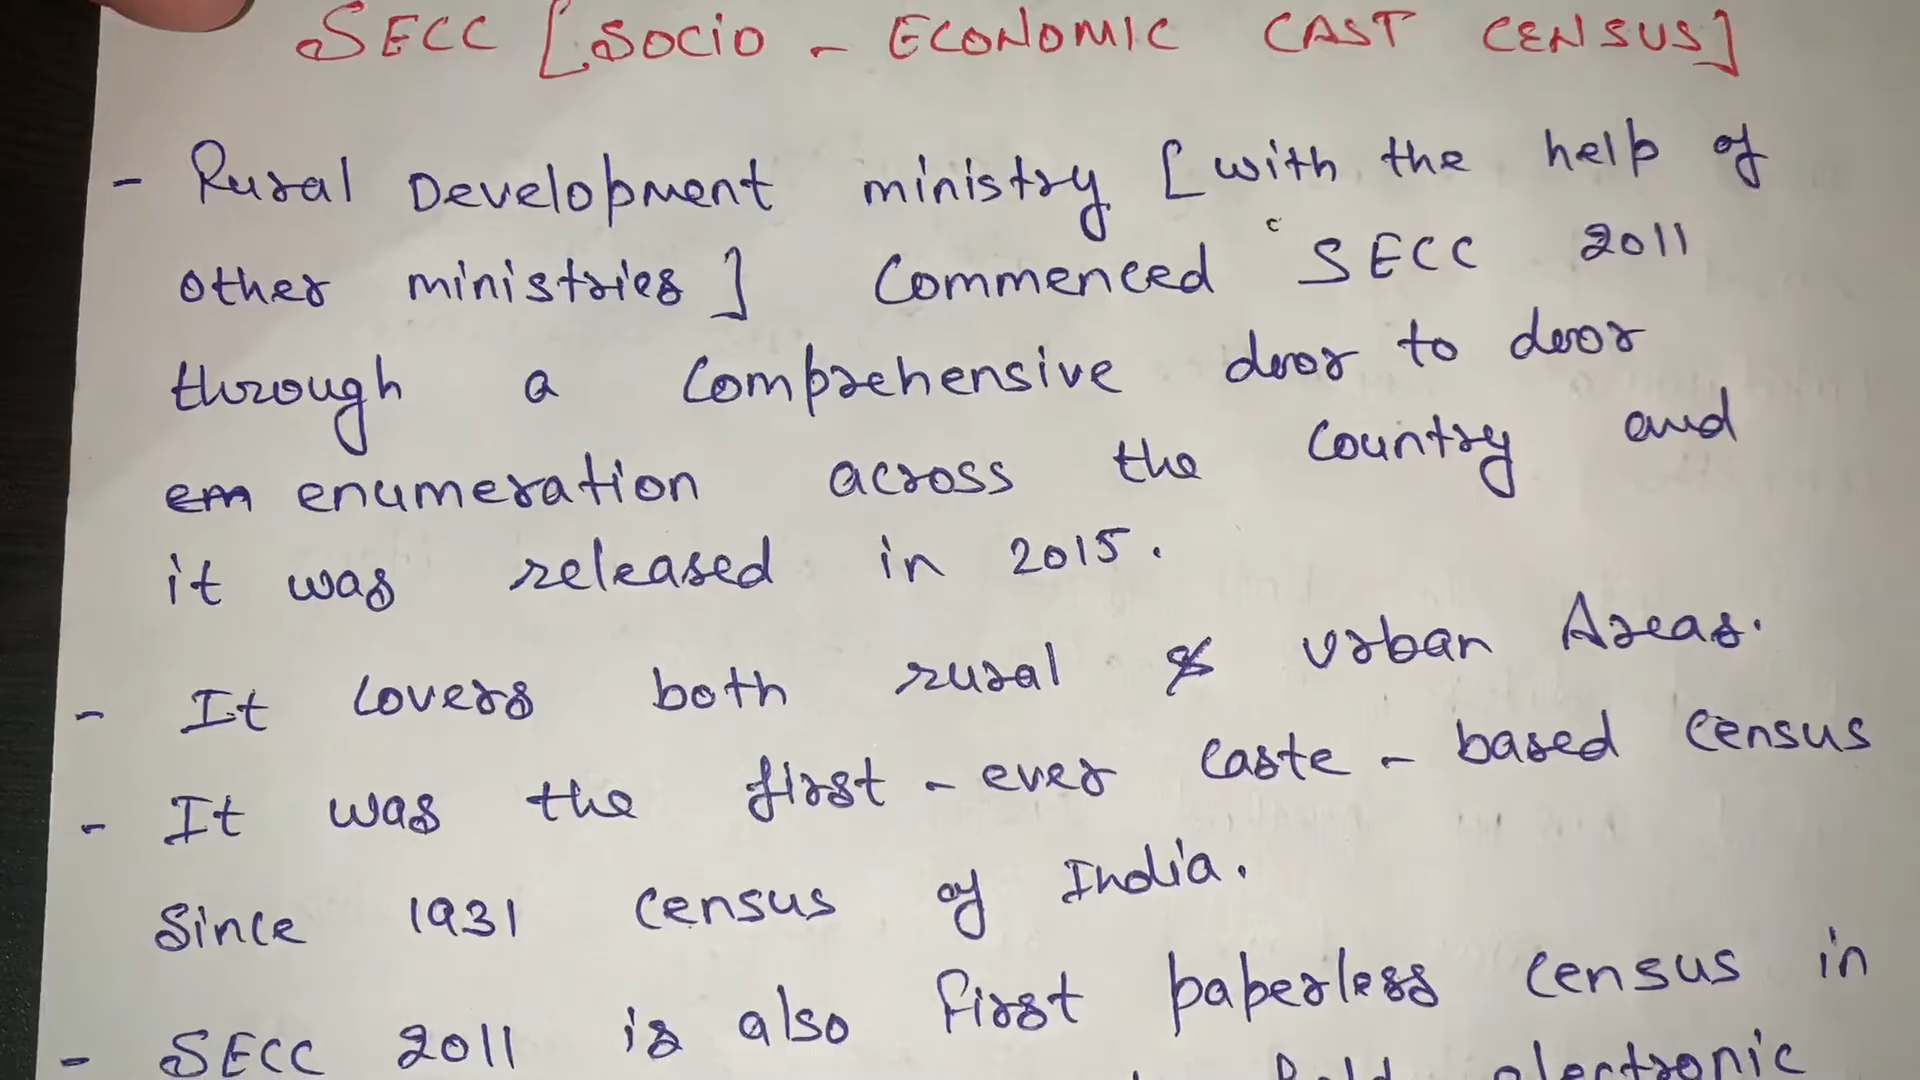 SECC [SOCIO - ECONOMIC CAST CENSUS]
- Rural Development ministry [with the help of
other ministries] Commenced SECC 2011
through a Comprehensive door to door
em enumeration across the country and
it was released in 2015.
- It covers both rural & urban Areas.
- It was the first-ever caste-based census
Since 1931 census of India.
- SECC 2011 is also first paperless census in
electronic